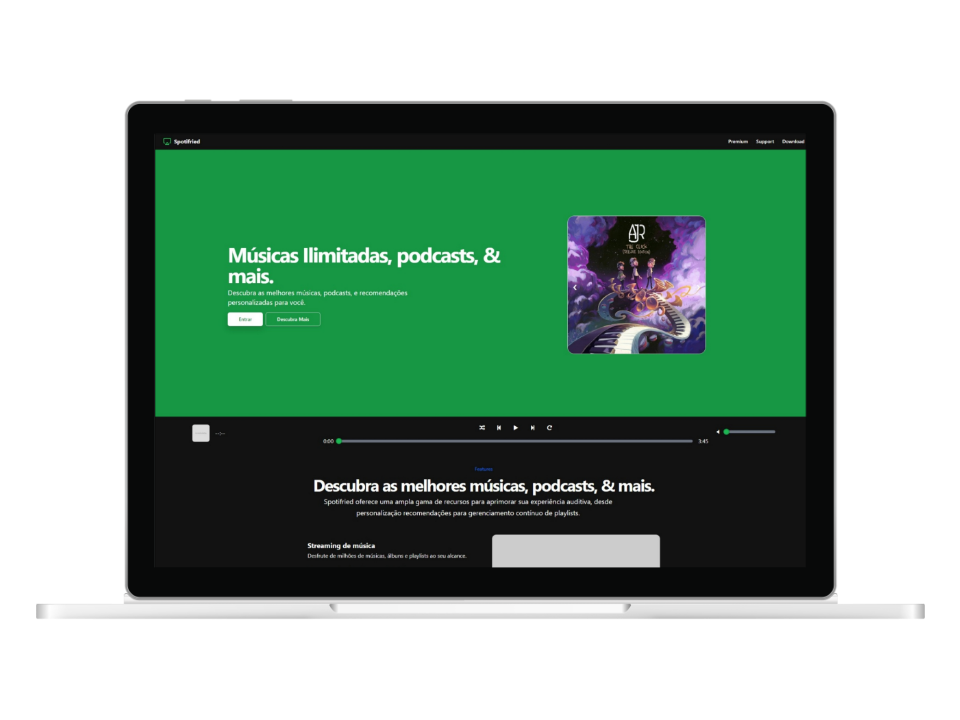 Spotifried
Premium Support Download
Músicas Ilimitadas, podcasts, &
mais.
Descubra as melhores músicas, podcasts, e recomendações
personalizadas para você.
Entrar Descubra Mais
AJR
THE CLICK
DELUXE EDITION
--:--
0:00 3:45
Features
Descubra as melhores músicas, podcasts, & mais.
Spotifried oferece uma ampla gama de recursos para aprimorar sua experiência auditiva, desde
personalização recomendações para gerenciamento contínuo de playlists.
Streaming de música
Desfrute de milhões de músicas, álbuns e playlists ao seu alcance.